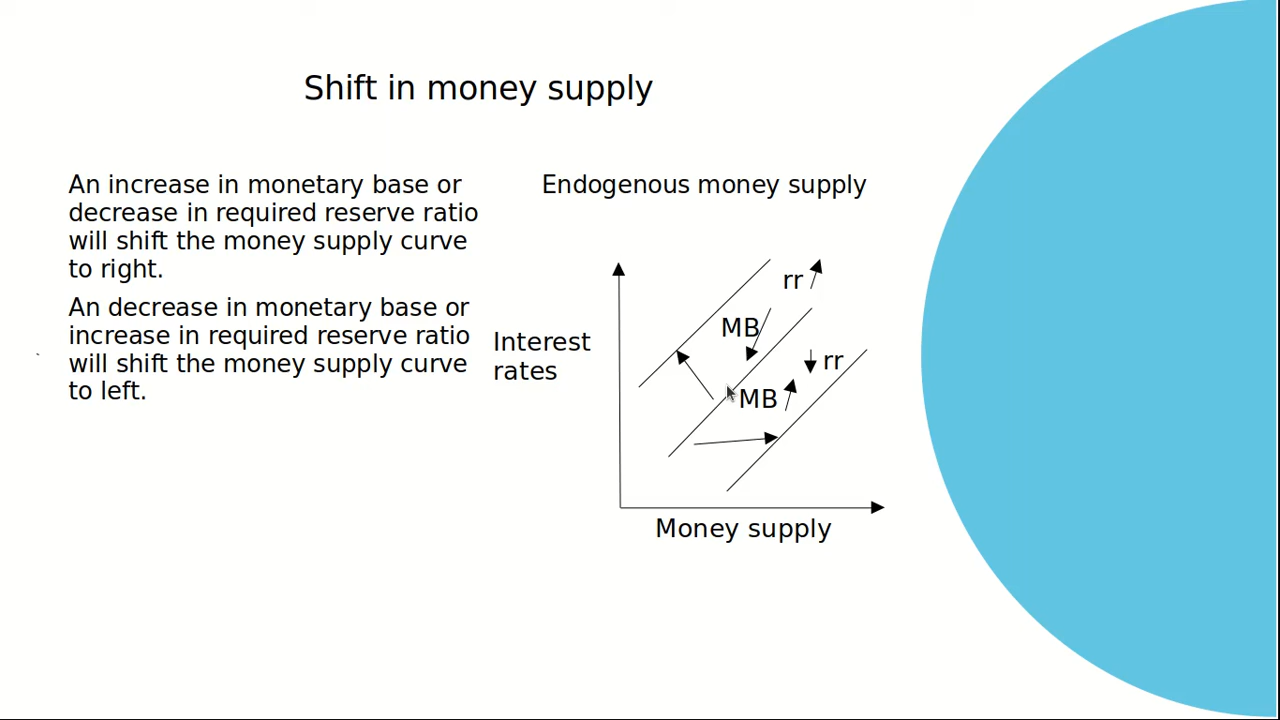 Shift in money supply
An increase in monetary base or
decrease in required reserve ratio
will shift the money supply curve
to right.
An decrease in monetary base or
increase in required reserve ratio
will shift the money supply curve
to left.
Endogenous money supply
rr
MB
Interest
rates
rr
MB
Money supply